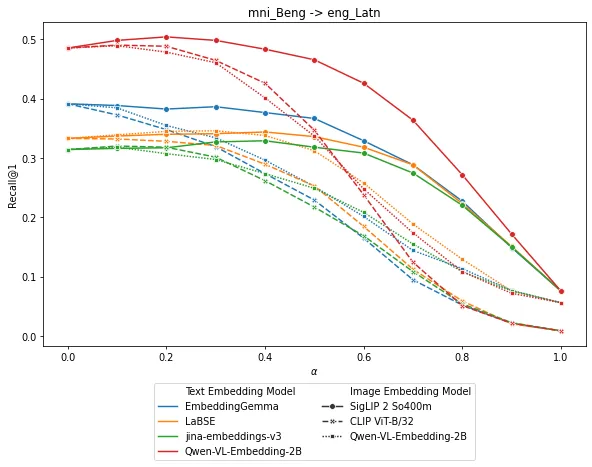 mni_Beng -> eng_Latn
Recall@1
0.5
0.4
0.3
0.2
0.1
0.0
0.0 0.2 0.4 0.6 0.8 1.0
α
Text Embedding Model Image Embedding Model
EmbeddingGemma SigLIP 2 So400m
LaBSE CLIP ViT-B/32
jina-embeddings-v3 Qwen-VL-Embedding-2B
Qwen-VL-Embedding-2B